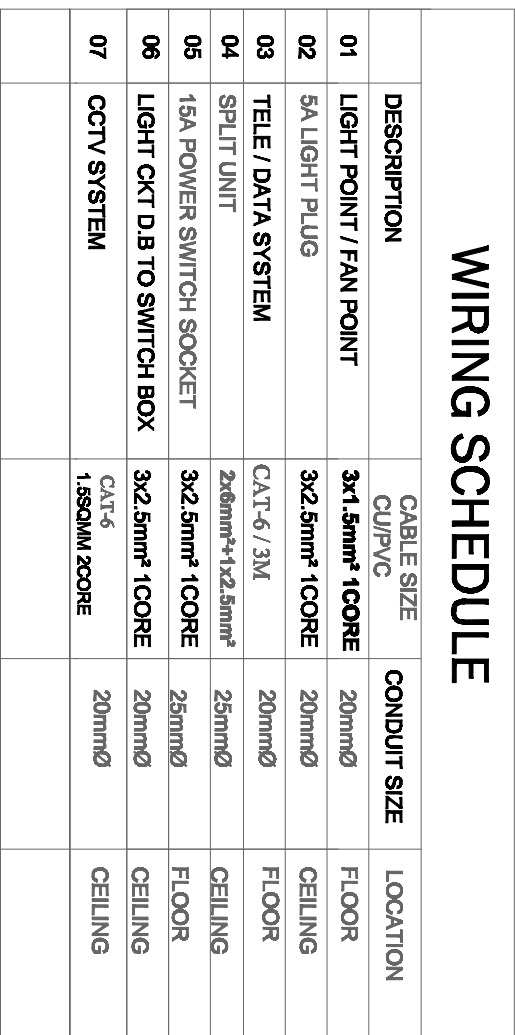 WIRING SCHEDULE
DESCRIPTION
CABLE SIZE
CU/PVC
CONDUIT SIZE
LOCATION
01 LIGHT POINT / FAN POINT 3x1.5mm² 1CORE 20mmØ FLOOR
02 5A LIGHT PLUG 3x2.5mm² 1CORE 20mmØ CEILING
03 TELE / DATA SYSTEM CAT-6 / 3M 20mmØ FLOOR
04 SPLIT UNIT 2x6mm²+1x2.5mm² 25mmØ CEILING
05 15A POWER SWITCH SOCKET 3x2.5mm² 1CORE 25mmØ FLOOR
06 LIGHT CKT D.B TO SWITCH BOX 3x2.5mm² 1CORE 20mmØ CEILING
07 CCTV SYSTEM CAT-6
1.5SQMM 2CORE 20mmØ CEILING